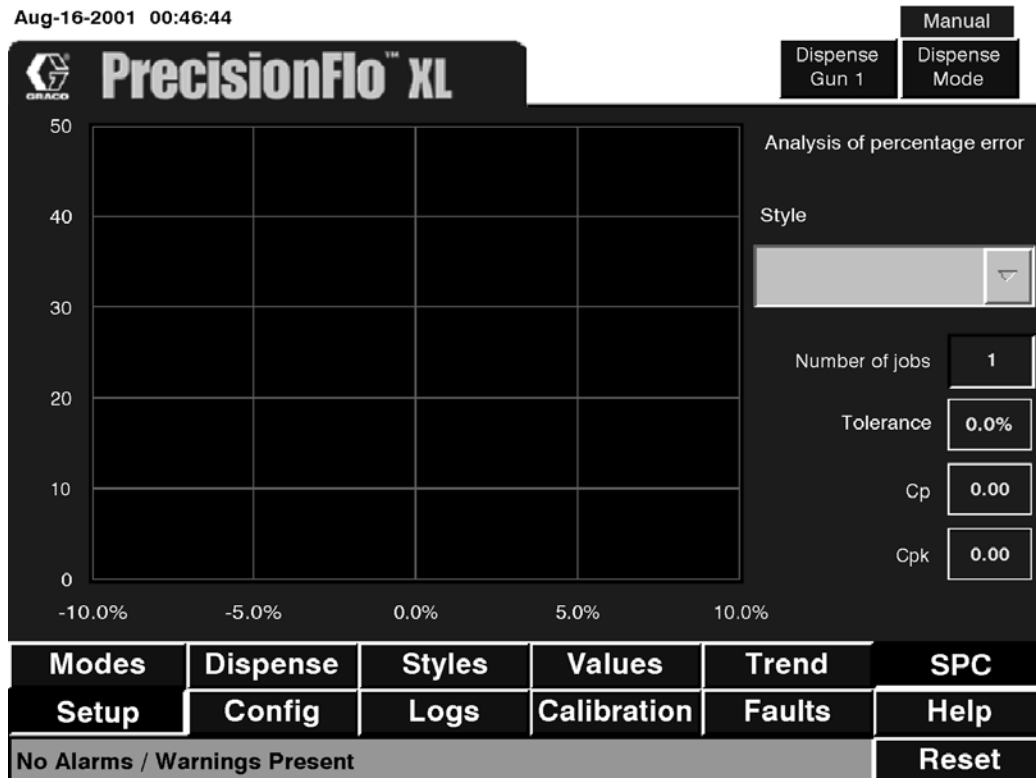 Aug-16-2001 00:46:44
Manual
GRACO
PrecisionFlo™ XL
Dispense
Gun 1
Dispense
Mode
50
40
30
20
10
0
-10.0% -5.0% 0.0% 5.0% 10.0%
Analysis of percentage error
Style
Number of jobs 1
Tolerance 0.0%
Cp 0.00
Cpk 0.00
Modes Dispense Styles Values Trend SPC
Setup Config Logs Calibration Faults Help
No Alarms / Warnings Present Reset